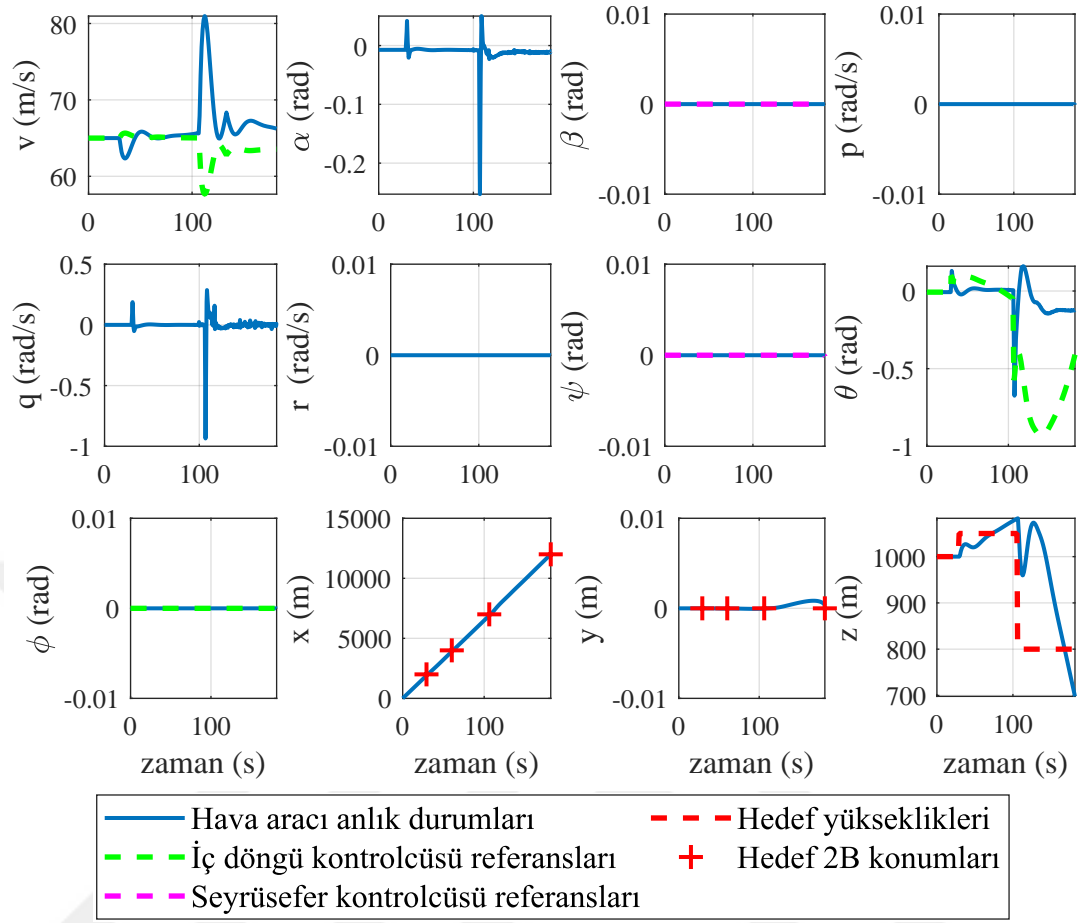 v (m/s)
80
70
60
0 100
α (rad)
0
-0.1
-0.2
0 100
β (rad)
0.01
0
-0.01
0 100
p (rad/s)
0.01
0
-0.01
0 100
q (rad/s)
0.5
0
-0.5
-1
0 100
r (rad/s)
0.01
0
-0.01
0 100
ψ (rad)
0.01
0
-0.01
0 100
θ (rad)
0
-0.5
-1
0 100
ϕ (rad)
0.01
0
-0.01
0 100
zaman (s)
x (m)
15000
10000
5000
0
0 100
zaman (s)
y (m)
0.01
0
-0.01
0 100
zaman (s)
z (m)
1000
900
800
700
0 100
zaman (s)
Hava aracı anlık durumları
İç döngü kontrolcüsü referansları
Seyrüsefer kontrolcüsü referansları
Hedef yükseklikleri
Hedef 2B konumları